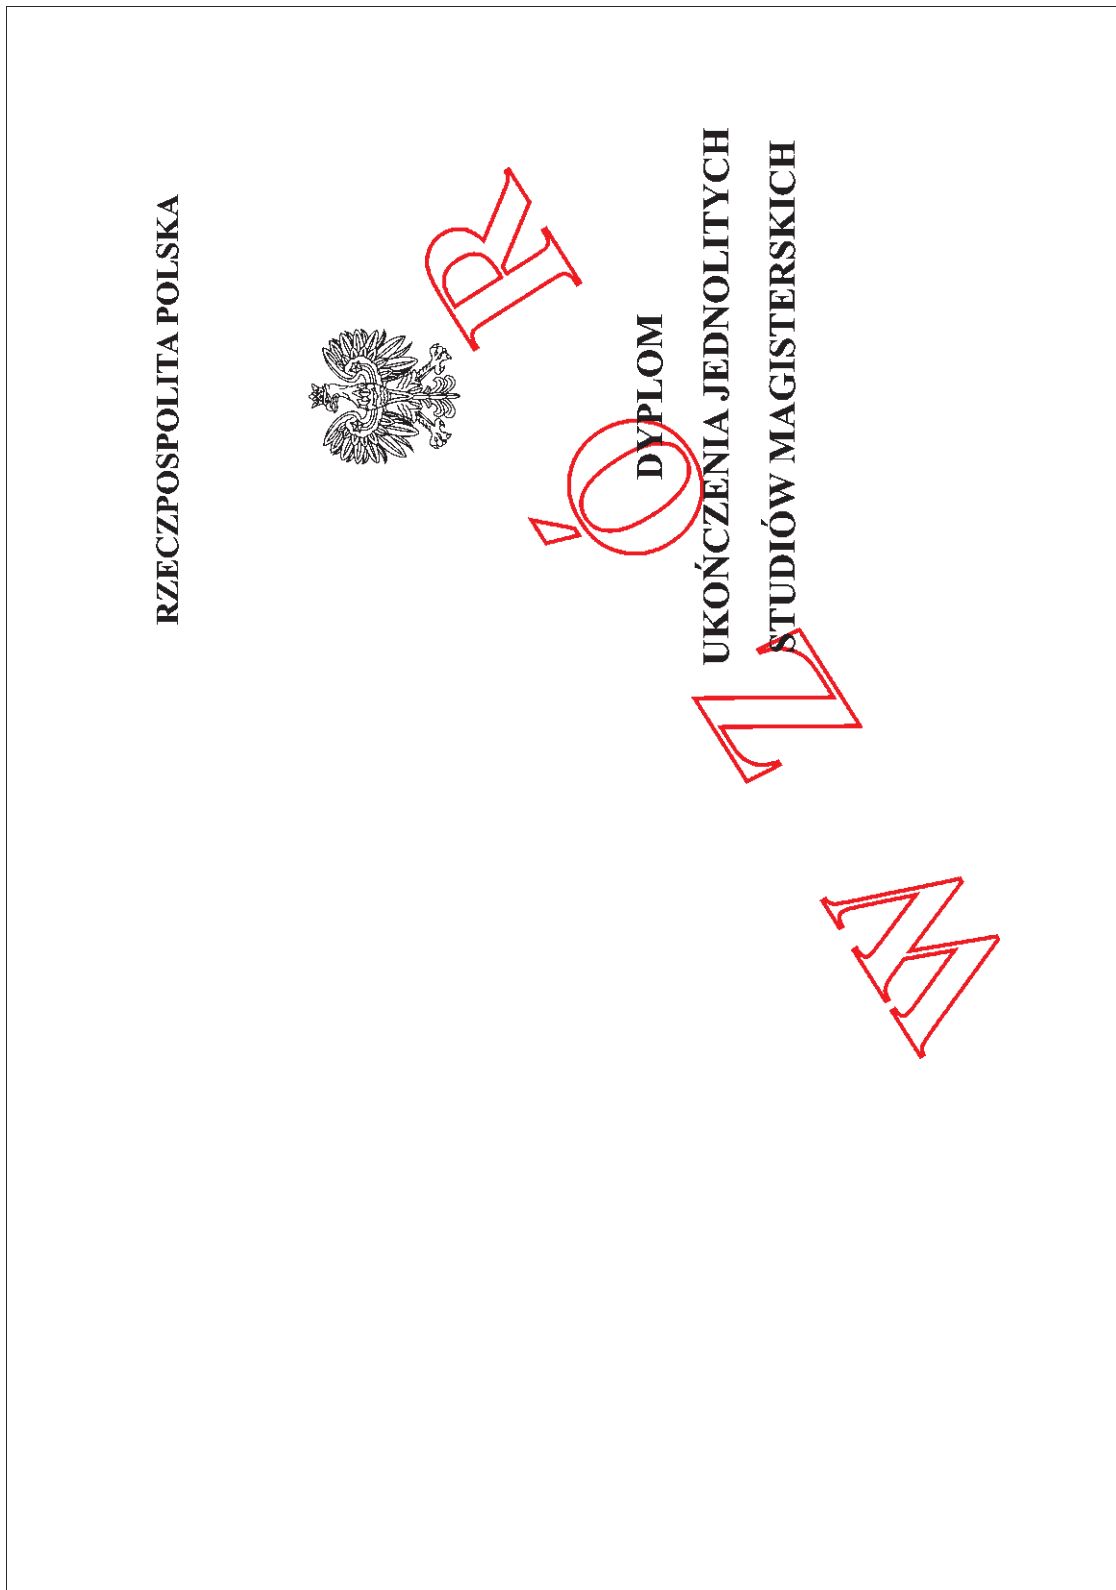 RZECZPOSPOLITA POLSKA
DYPLOM
UKOŃCZENIA JEDNOLITYCH
STUDIÓW MAGISTERSKICH
WZÓR